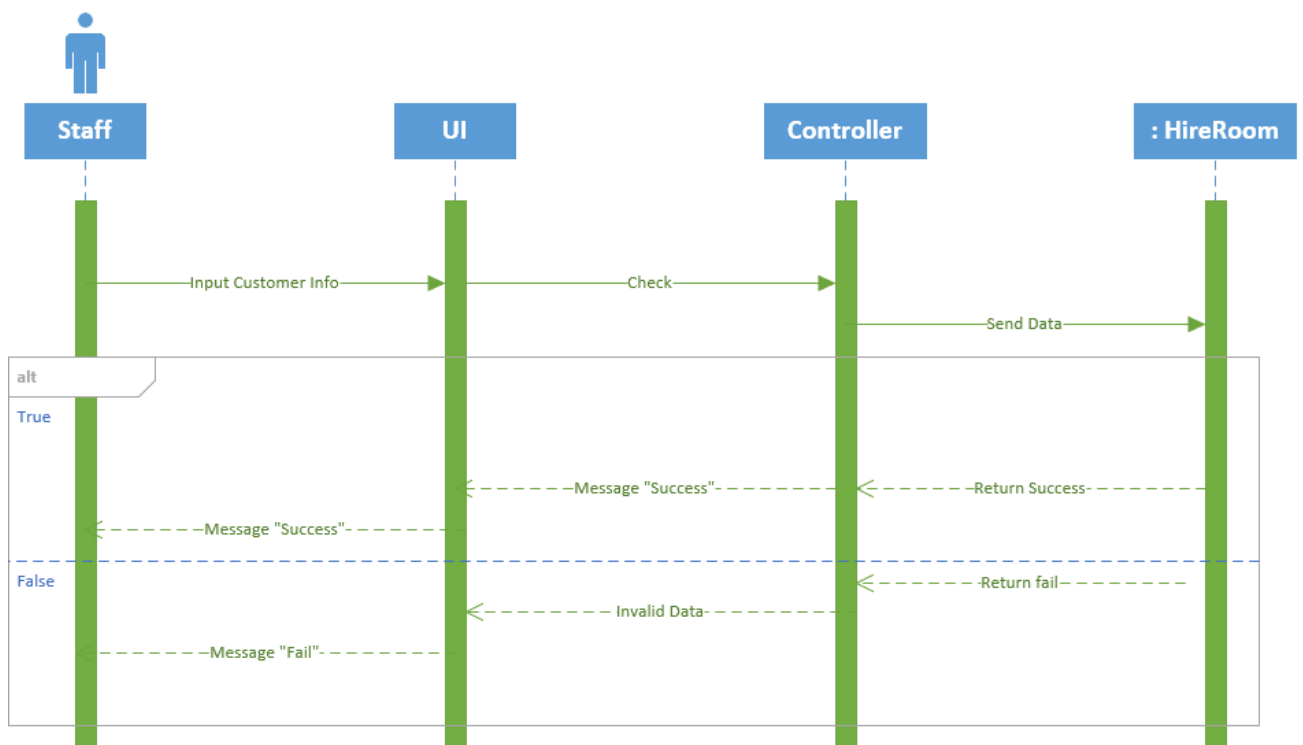 Staff
UI
Controller
: HireRoom
Input Customer Info
Check
Send Data
alt
True
Message "Success"
Return Success
Message "Success"
False
Return fail
Invalid Data
Message "Fail"